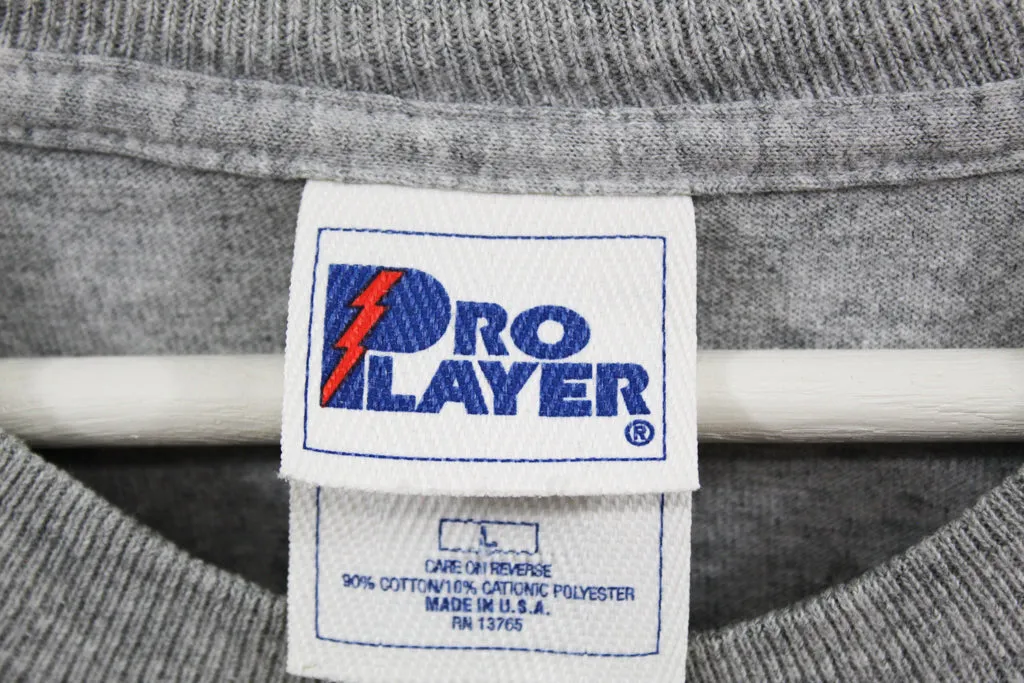 PRO
PLAYER
®
L
CARE ON REVERSE
90% COTTON/10% CATIONIC POLYESTER
MADE IN U.S.A.
RN 13765